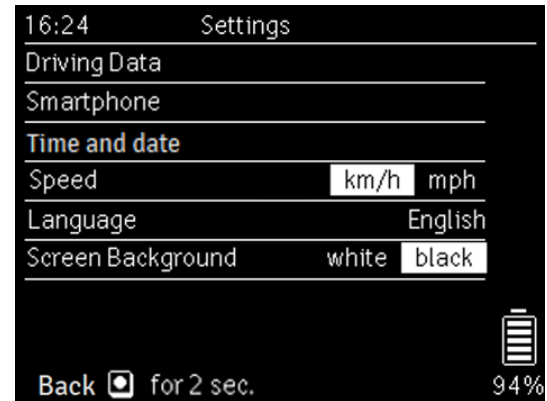 16:24 Settings
Driving Data
Smartphone
Time and date
Speed km/h mph
Language English
Screen Background white black
Back for 2 sec.
94%